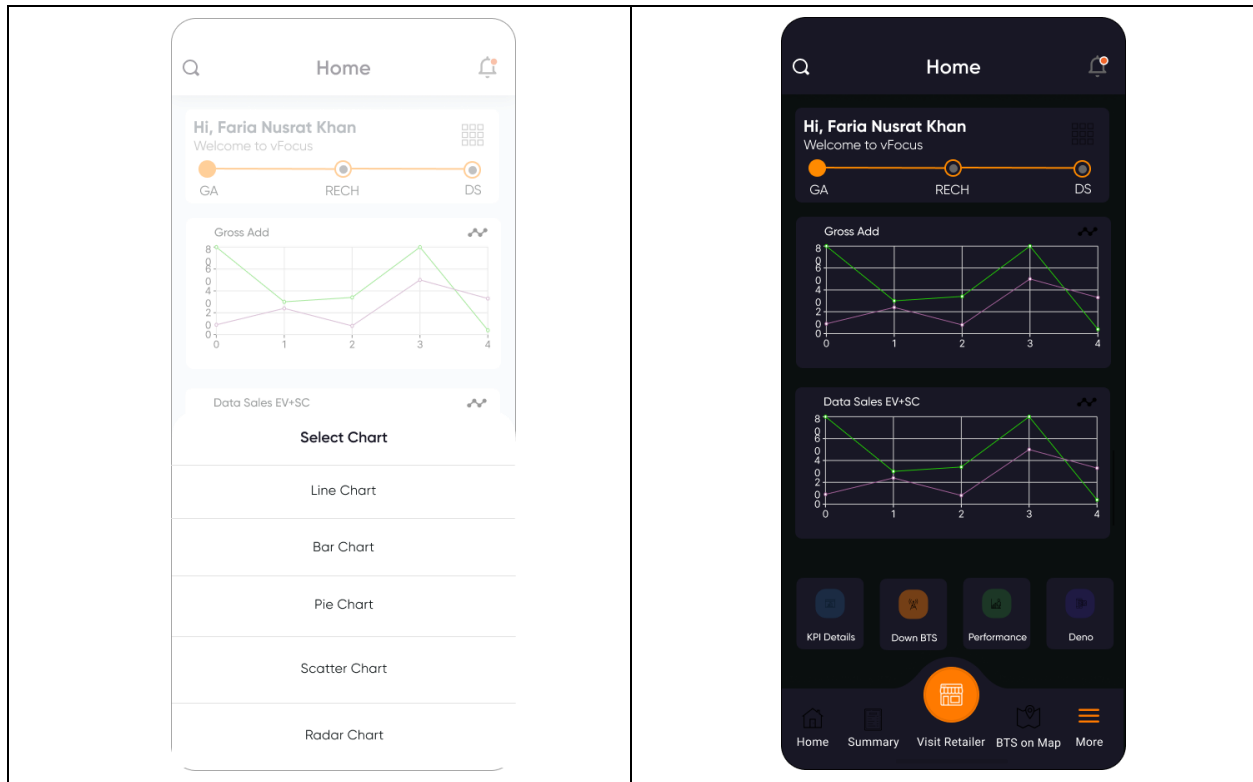 Home
Hi, Faria Nusrat Khan
Welcome to vFocus
GA RECH DS
Gross Add
8
0
6
0
4
0
2
0
0
0 1 2 3 4
Data Sales EV+SC
Select Chart
Line Chart
Bar Chart
Pie Chart
Scatter Chart
Radar Chart
Home
Hi, Faria Nusrat Khan
Welcome to vFocus
GA RECH DS
Gross Add
8
0
6
0
4
0
2
0
0
0 1 2 3 4
Data Sales EV+SC
8
0
6
0
4
0
2
0
0
0 1 2 3 4
KPI Details Down BTS Performance Deno
Home Summary Visit Retailer BTS on Map More